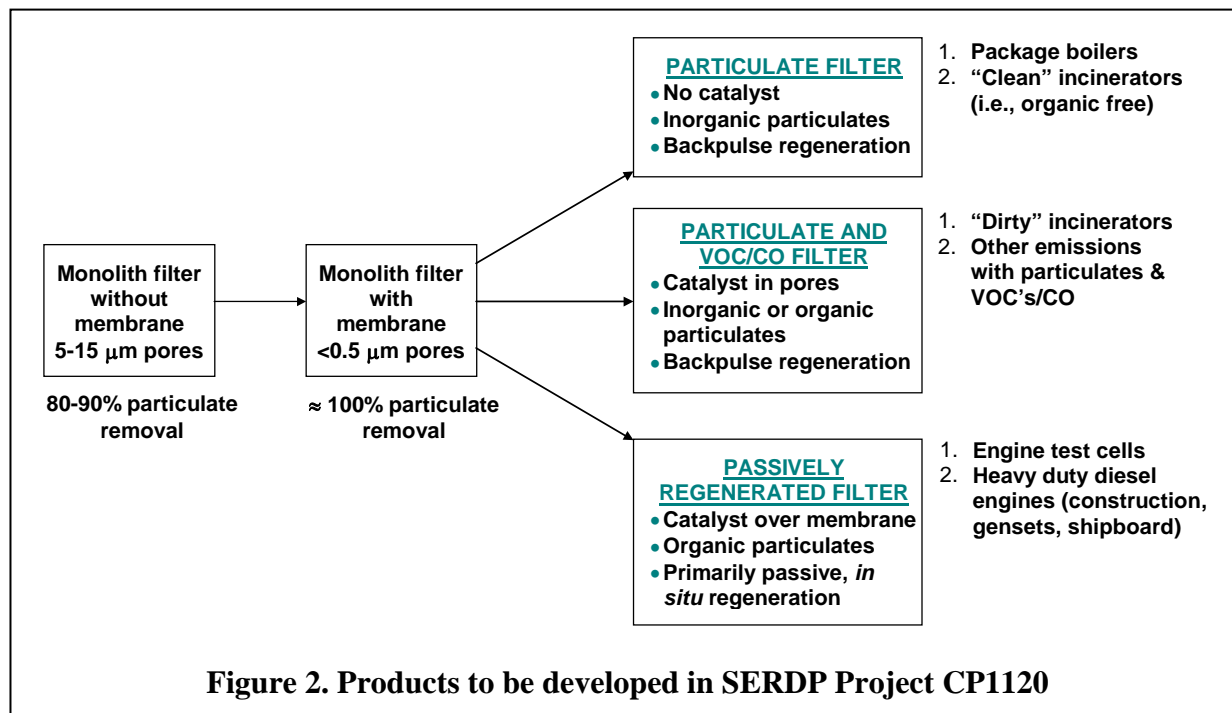 Monolith filter
without
membrane
5-15 μm pores
80-90% particulate
removal
Monolith filter
with
membrane
<0.5 μm pores
≈ 100% particulate
removal
PARTICULATE FILTER
• No catalyst
• Inorganic particulates
• Backpulse regeneration
1. Package boilers
2. “Clean” incinerators
(i.e., organic free)
PARTICULATE AND
VOC/CO FILTER
• Catalyst in pores
• Inorganic or organic
particulates
• Backpulse regeneration
1. “Dirty” incinerators
2. Other emissions
with particulates &
VOC’s/CO
PASSIVELY
REGENERATED FILTER
• Catalyst over membrane
• Organic particulates
• Primarily passive, in
situ regeneration
1. Engine test cells
2. Heavy duty diesel
engines (construction,
gensets, shipboard)
Figure 2. Products to be developed in SERDP Project CP1120